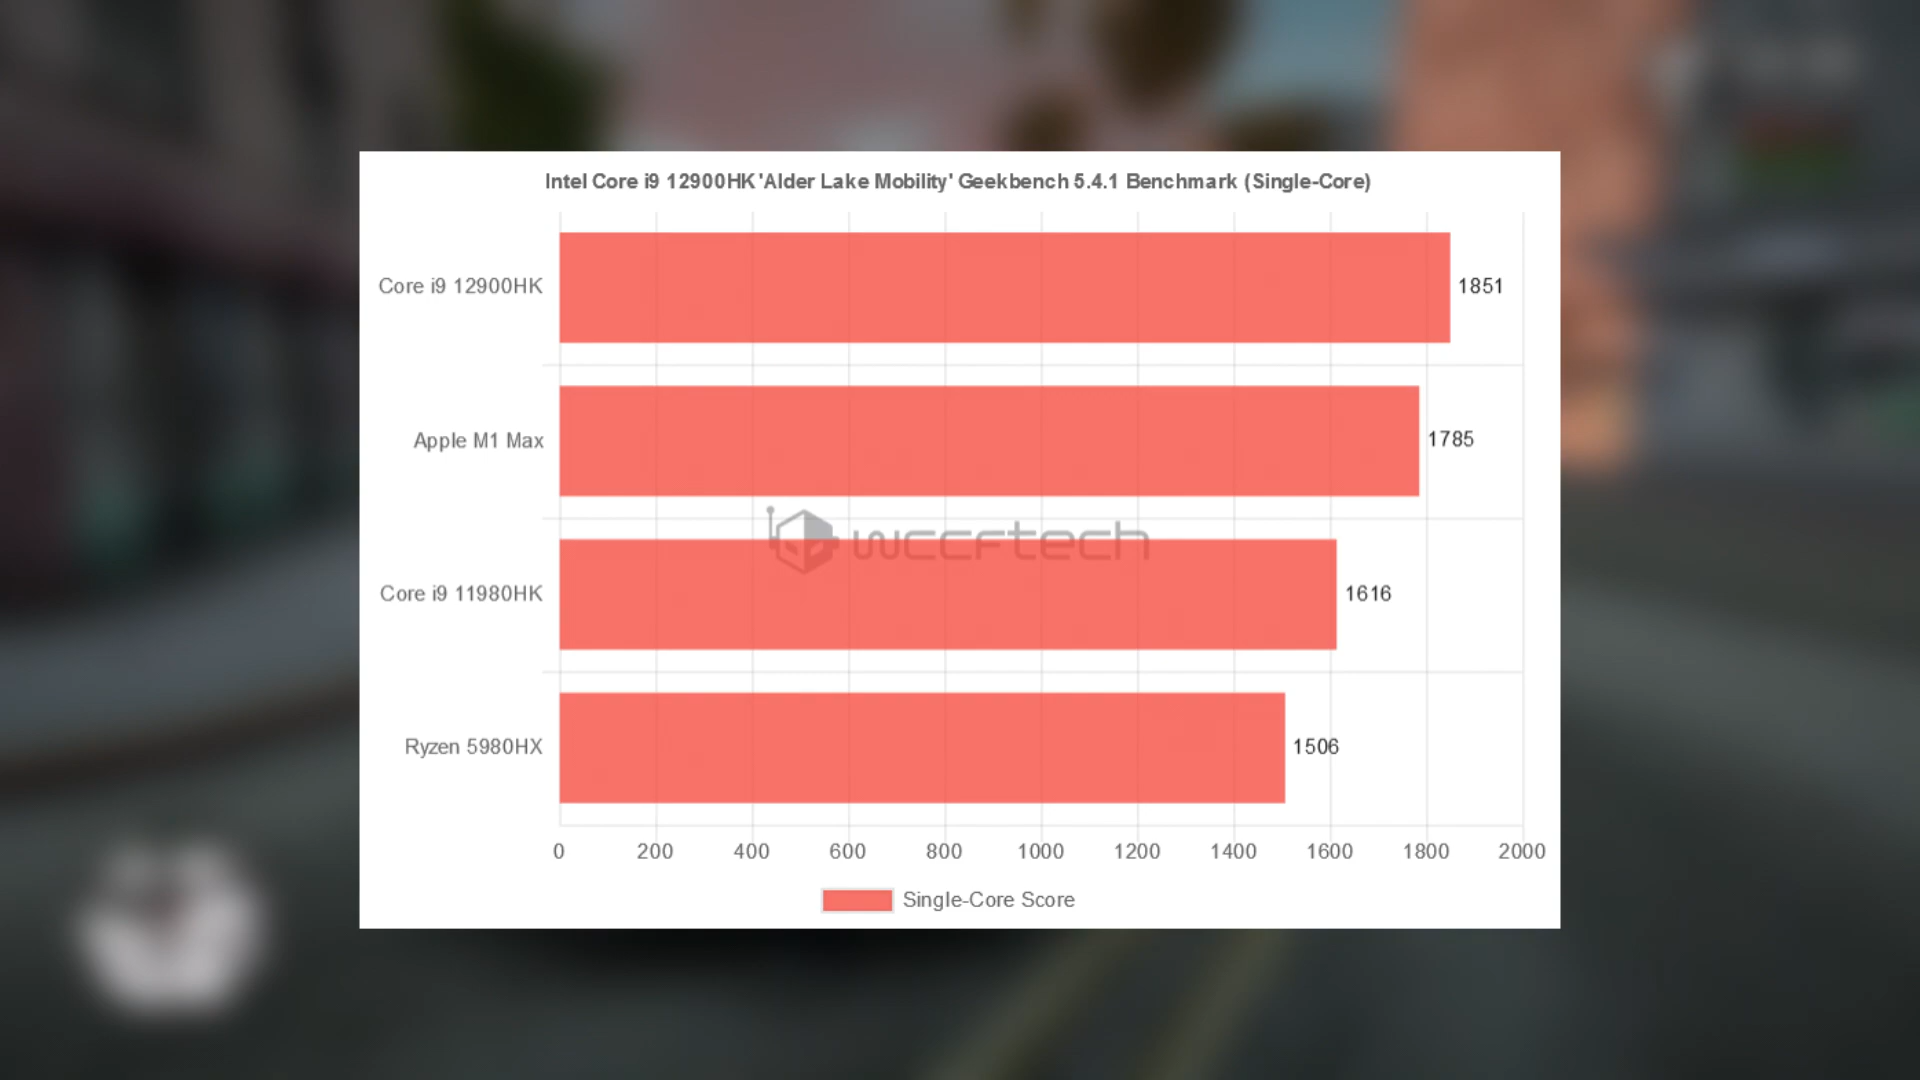 Intel Core i9 12900HK 'Alder Lake Mobility' Geekbench 5.4.1 Benchmark (Single-Core)
Core i9 12900HK
1851
Apple M1 Max
1785
wccftech
Core i9 11980HK
1616
Ryzen 5980HX
1506
0 200 400 600 800 1000 1200 1400 1600 1800 2000
Single-Core Score